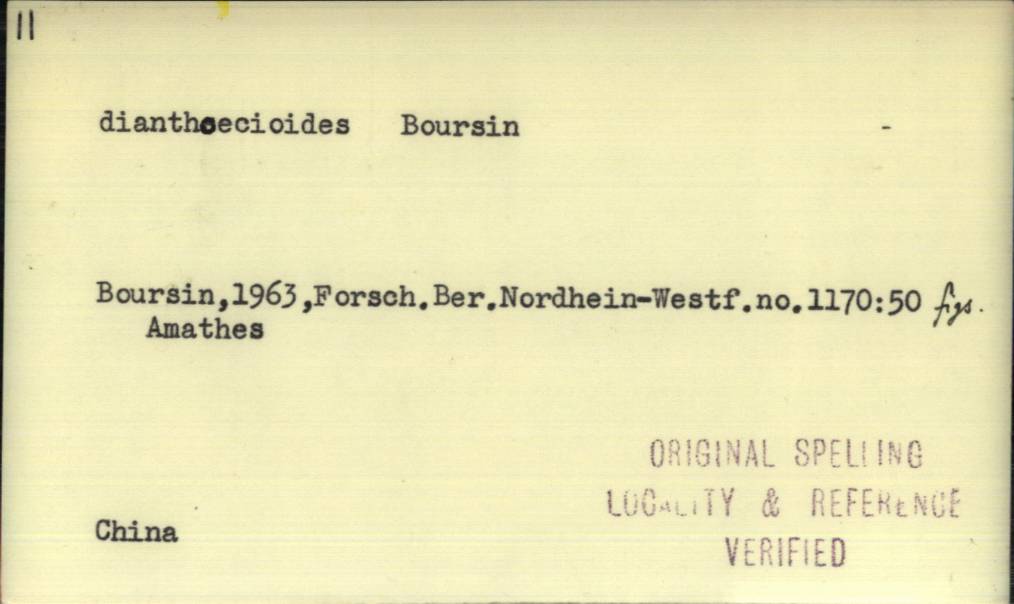 11
dianthoecioides Boursin -
Boursin,1963,Forsch.Ber.Nordhein-Westf.no.1170:50 figs.
Amathes
China
ORIGINAL SPELLING
LOCALITY & REFERENCE
VERIFIED